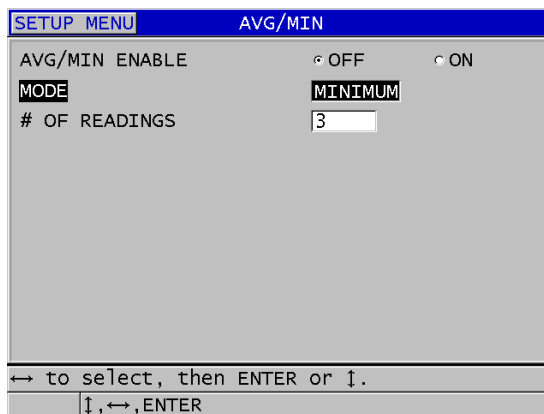 SETUP MENU AVG/MIN
AVG/MIN ENABLE OFF ON
MODE MINIMUM
# OF READINGS 3
↔ to select, then ENTER or ↕.
↕,↔,ENTER